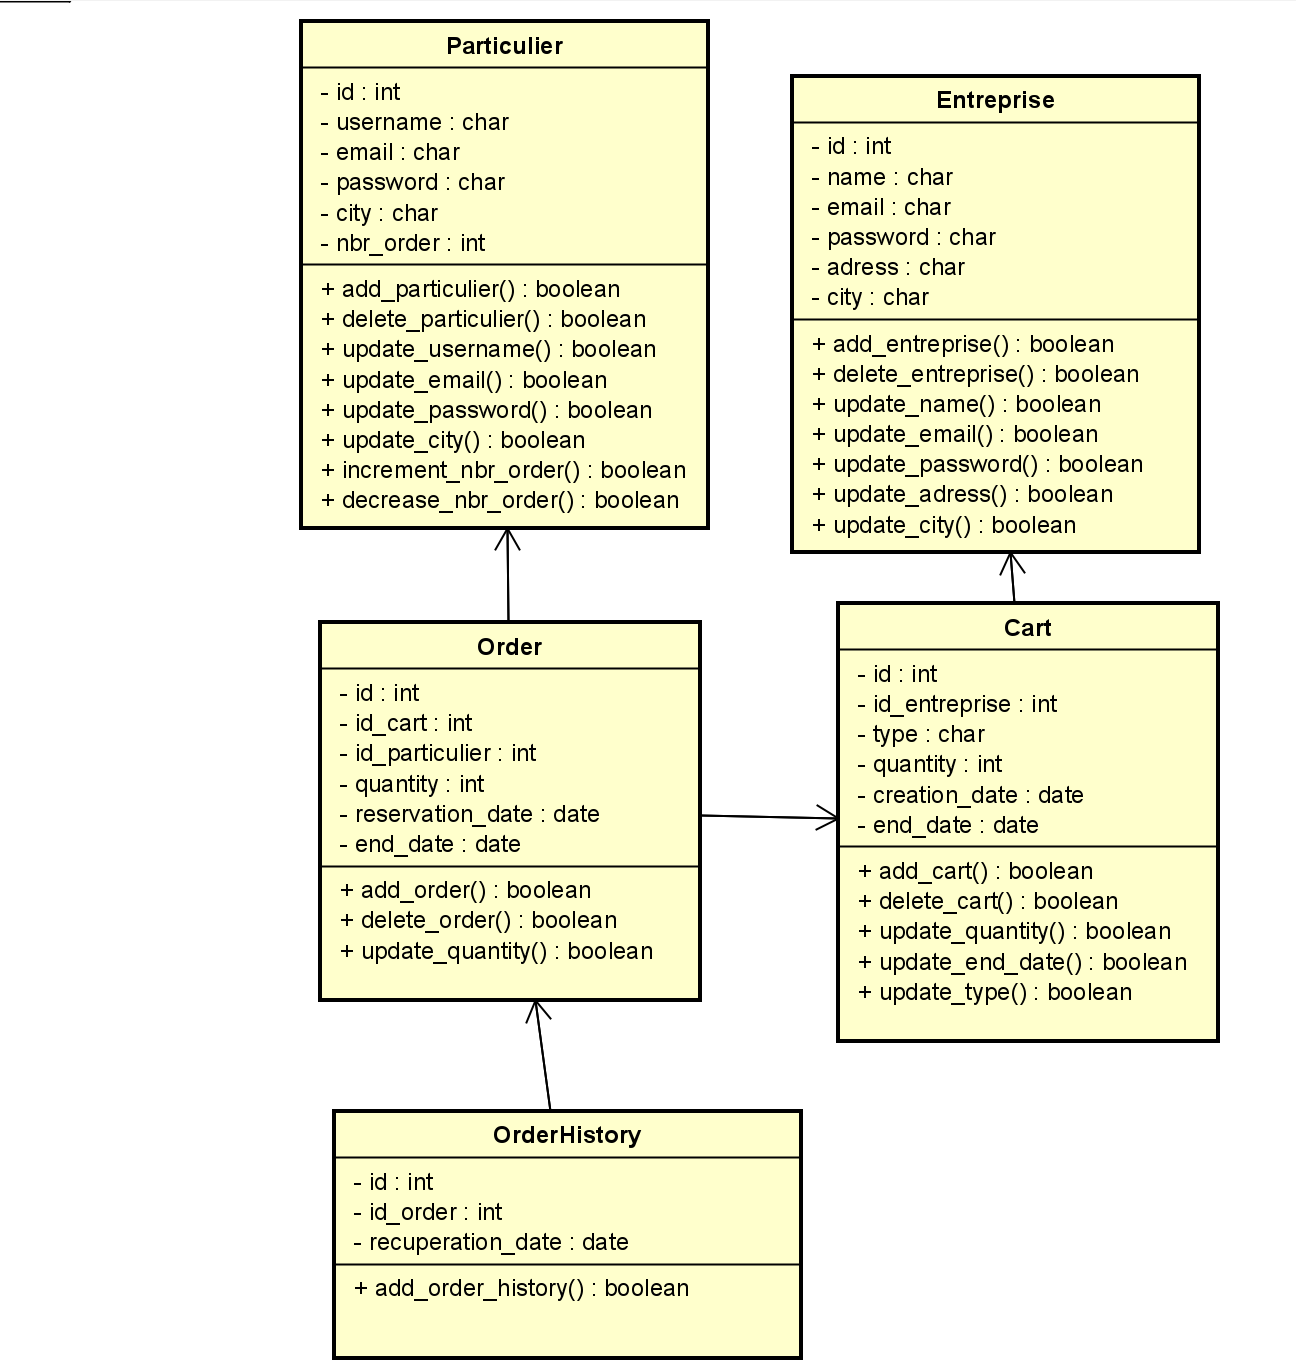 Particulier
- id : int
- username : char
- email : char
- password : char
- city : char
- nbr_order : int
+ add_particulier() : boolean
+ delete_particulier() : boolean
+ update_username() : boolean
+ update_email() : boolean
+ update_password() : boolean
+ update_city() : boolean
+ increment_nbr_order() : boolean
+ decrease_nbr_order() : boolean
Entreprise
- id : int
- name : char
- email : char
- password : char
- adress : char
- city : char
+ add_entreprise() : boolean
+ delete_entreprise() : boolean
+ update_name() : boolean
+ update_email() : boolean
+ update_password() : boolean
+ update_adress() : boolean
+ update_city() : boolean
Order
- id : int
- id_cart : int
- id_particulier : int
- quantity : int
- reservation_date : date
- end_date : date
+ add_order() : boolean
+ delete_order() : boolean
+ update_quantity() : boolean
Cart
- id : int
- id_entreprise : int
- type : char
- quantity : int
- creation_date : date
- end_date : date
+ add_cart() : boolean
+ delete_cart() : boolean
+ update_quantity() : boolean
+ update_end_date() : boolean
+ update_type() : boolean
OrderHistory
- id : int
- id_order : int
- recuperation_date : date
+ add_order_history() : boolean